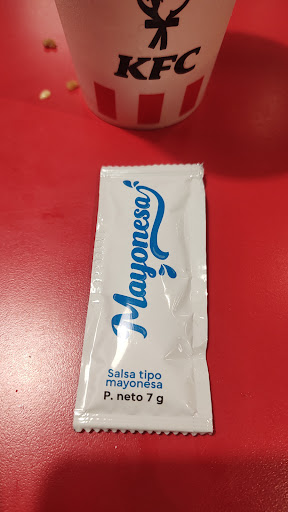 KFC
Mayonesa
Salsa tipo
mayonesa
P. neto 7 g